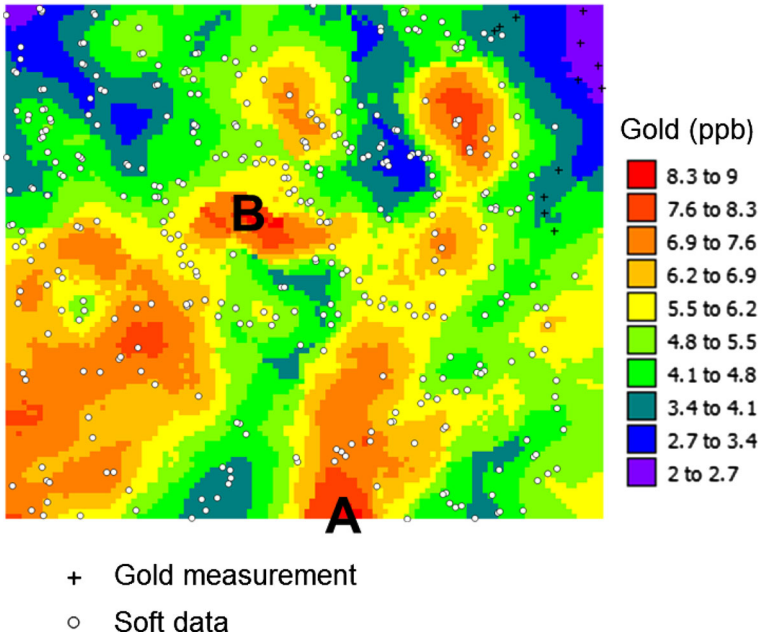 B
A
Gold (ppb)
8.3 to 9
7.6 to 8.3
6.9 to 7.6
6.2 to 6.9
5.5 to 6.2
4.8 to 5.5
4.1 to 4.8
3.4 to 4.1
2.7 to 3.4
2 to 2.7
Gold measurement
Soft data